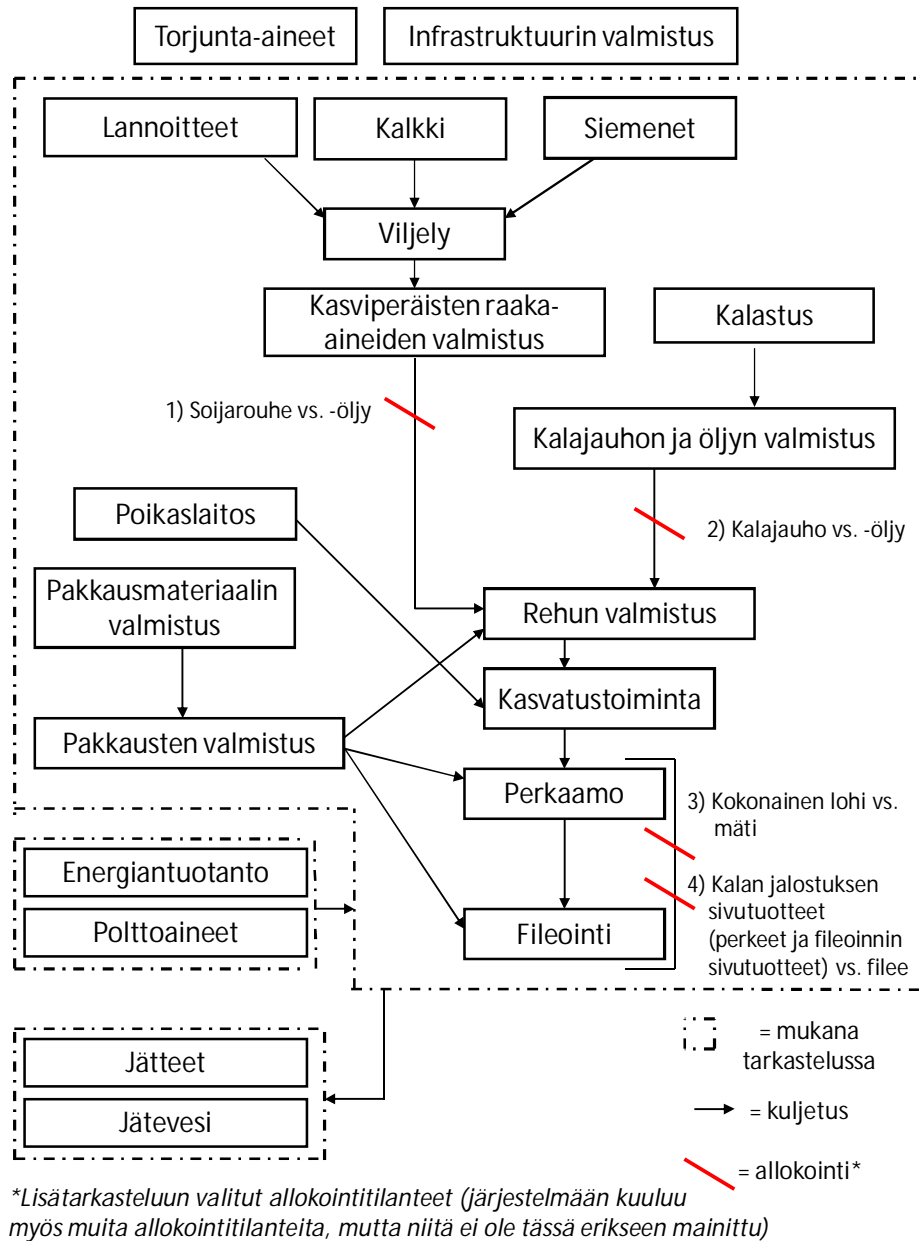 Torjunta-aineet
Infrastruktuurin valmistus
Lannoitteet
Kalkki
Siemenet
Viljely
Kasviperäisten raaka-
aineiden valmistus
Kalastus
1) Soijarouhe vs. -öljy
Kalajauhon ja öljyn valmistus
Poikaslaitos
2) Kalajauho vs. -öljy
Pakkausmateriaalin
valmistus
Rehun valmistus
Kasvatustoiminta
Pakkausten valmistus
Perkaamo
3) Kokonainen lohi vs.
mäti
Energiantuotanto
Polttoaineet
Fileointi
4) Kalan jalostuksen
sivutuotteet
(perkeet ja fileoinnin
sivutuotteet) vs. filee
Jätteet
Jätevesi
= mukana
tarkastelussa
= kuljetus
= allokointi*
*Lisätarkasteluun valitut allokointitilanteet (järjestelmään kuuluu
myös muita allokointitilanteita, mutta niitä ei ole tässä erikseen mainittu)